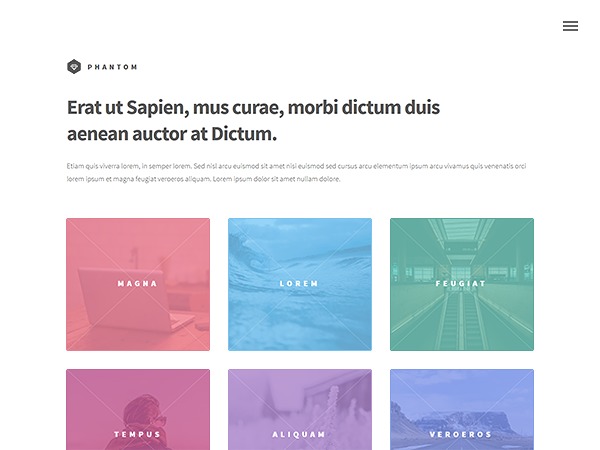 PHANTOM
Erat ut Sapien, mus curae, morbi dictum duis
aenean auctor at Dictum.
Etiam quis viverra lorem, in semper lorem. Sed nisl arcu euismod sit amet nisi euismod sed cursus arcu elementum ipsum arcu vivamus quis venenatis orci
lorem ipsum et magna feugiat veroeros aliquam. Lorem ipsum dolor sit amet nullam dolore.
MAGNA LOREM FEUGIAT
TEMPUS ALIQUAM VEROEROS